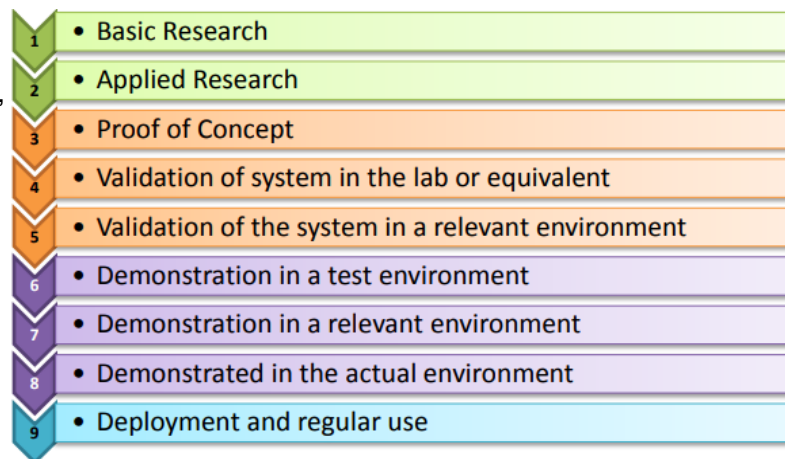 1 • Basic Research
2 • Applied Research
3 • Proof of Concept
4 • Validation of system in the lab or equivalent
5 • Validation of the system in a relevant environment
6 • Demonstration in a test environment
7 • Demonstration in a relevant environment
8 • Demonstrated in the actual environment
9 • Deployment and regular use